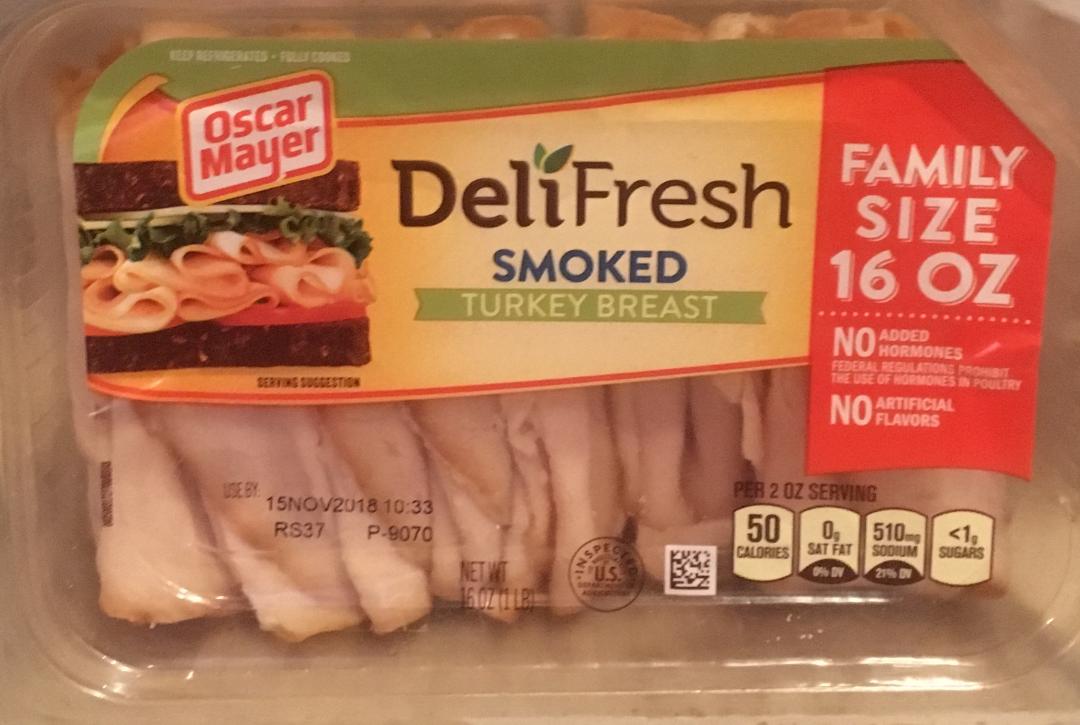 KEEP REFRIGERATED • FULLY COOKED
Oscar
Mayer
DeliFresh
SMOKED
TURKEY BREAST
SERVING SUGGESTION
FAMILY
SIZE
16 OZ
NO ADDED HORMONES
FEDERAL REGULATIONS PROHIBIT
THE USE OF HORMONES IN POULTRY
NO ARTIFICIAL FLAVORS
USE BY:
15NOV2018 10:33
RS37 P-9070
NET WT
16 OZ (1 LB)
INSPECTED
U.S.
DEPARTMENT OF
AGRICULTURE
PER 2 OZ SERVING
50 CALORIES
0g SAT FAT 0% DV
510mg SODIUM 21% DV
<1g SUGARS